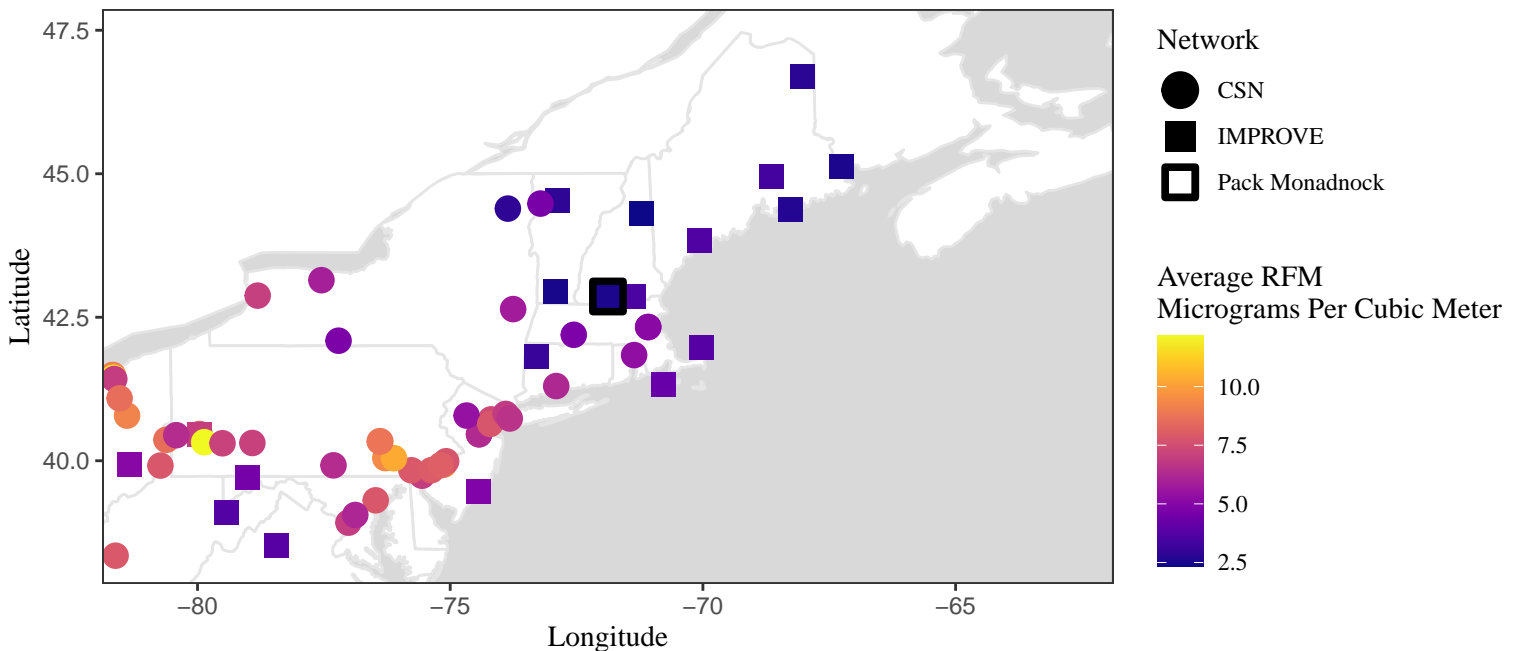 47.5
45.0
42.5
40.0
Latitude
−80
−75
−70
−65
Longitude
Network
CSN
IMPROVE
Pack Monadnock
Average RFM
Micrograms Per Cubic Meter
10.0
7.5
5.0
2.5